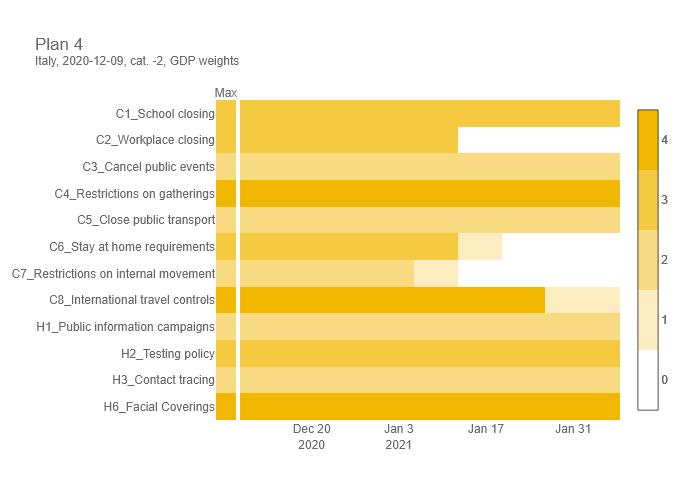 Plan 4
Italy, 2020-12-09, cat. -2, GDP weights
Max
C1_School closing
C2_Workplace closing
C3_Cancel public events
C4_Restrictions on gatherings
C5_Close public transport
C6_Stay at home requirements
C7_Restrictions on internal movement
C8_International travel controls
H1_Public information campaigns
H2_Testing policy
H3_Contact tracing
H6_Facial Coverings
Dec 20 Jan 3 Jan 17 Jan 31
2020 2021
4
3
2
1
0